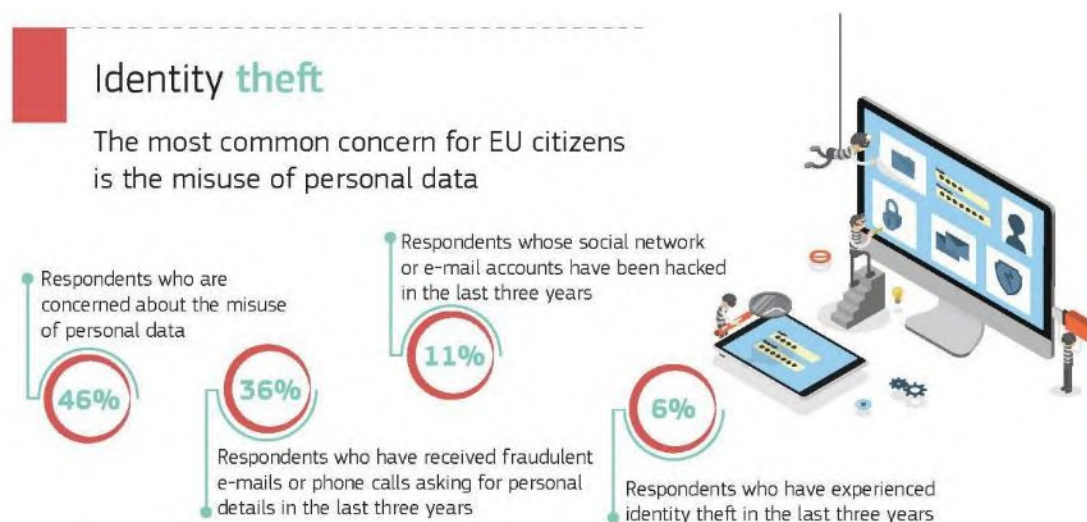 Identity theft
The most common concern for EU citizens
is the misuse of personal data
Respondents who are
concerned about the misuse
of personal data
46%
36%
Respondents who have received fraudulent
e-mails or phone calls asking for personal
details in the last three years
Respondents whose social network
or e-mail accounts have been hacked
in the last three years
11%
6%
Respondents who have experienced
identity theft in the last three years